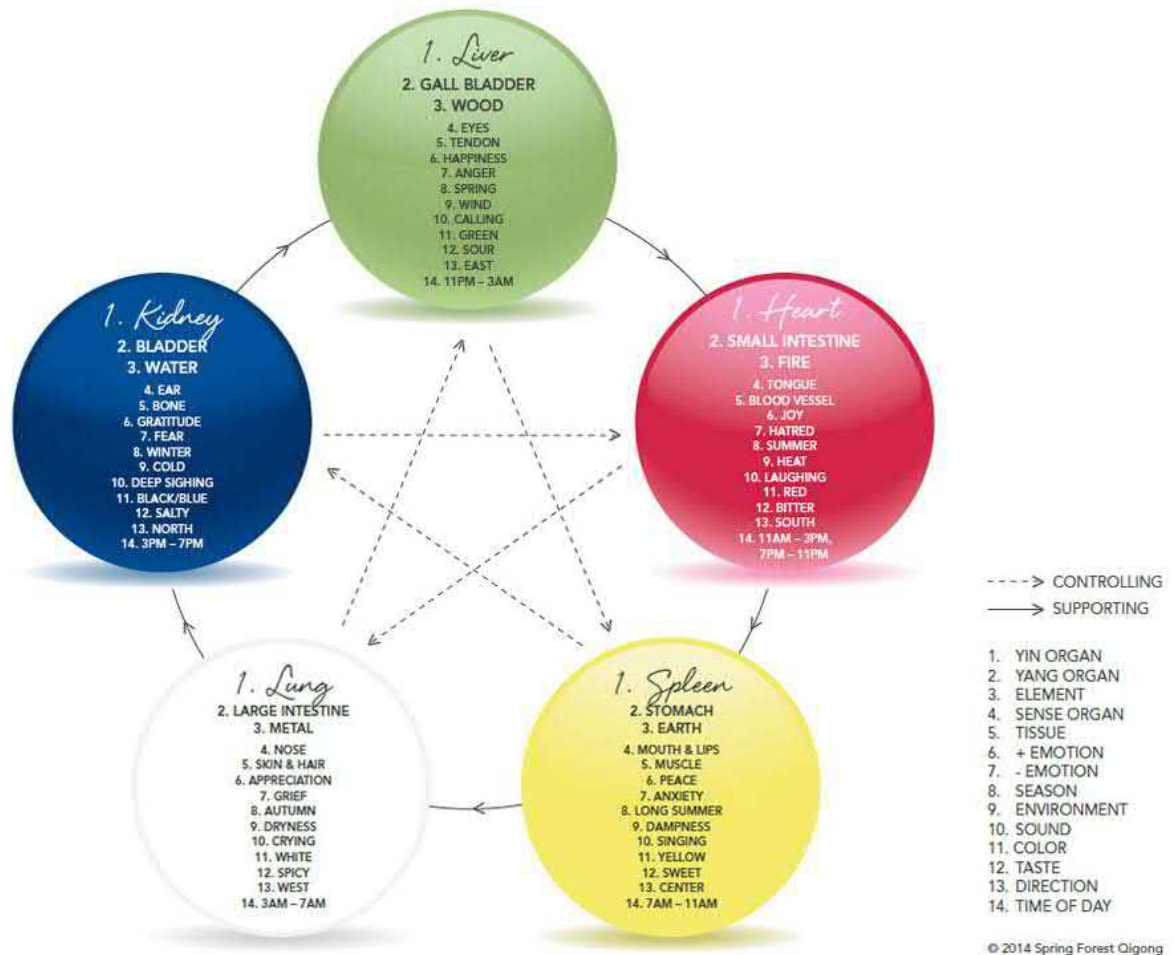 1. Liver
2. GALL BLADDER
3. WOOD
4. EYES
5. TENDON
6. HAPPINESS
7. ANGER
8. SPRING
9. WIND
10. CALLING
11. GREEN
12. SOUR
13. EAST
14. 11PM – 3AM
1. Kidney
2. BLADDER
3. WATER
4. EAR
5. BONE
6. GRATITUDE
7. FEAR
8. WINTER
9. COLD
10. DEEP SIGHING
11. BLACK/BLUE
12. SALTY
13. NORTH
14. 3PM – 7PM
1. Heart
2. SMALL INTESTINE
3. FIRE
4. TONGUE
5. BLOOD VESSEL
6. JOY
7. HATRED
8. SUMMER
9. HEAT
10. LAUGHING
11. RED
12. BITTER
13. SOUTH
14. 11AM – 3PM,
7PM – 11PM
1. Lung
2. LARGE INTESTINE
3. METAL
4. NOSE
5. SKIN & HAIR
6. APPRECIATION
7. GRIEF
8. AUTUMN
9. DRYNESS
10. CRYING
11. WHITE
12. SPICY
13. WEST
14. 3AM – 7AM
1. Spleen
2. STOMACH
3. EARTH
4. MOUTH & LIPS
5. MUSCLE
6. PEACE
7. ANXIETY
8. LONG SUMMER
9. DAMPNESS
10. SINGING
11. YELLOW
12. SWEET
13. CENTER
14. 7AM – 11AM
CONTROLLING
SUPPORTING
1. YIN ORGAN
2. YANG ORGAN
3. ELEMENT
4. SENSE ORGAN
5. TISSUE
6. + EMOTION
7. - EMOTION
8. SEASON
9. ENVIRONMENT
10. SOUND
11. COLOR
12. TASTE
13. DIRECTION
14. TIME OF DAY
© 2014 Spring Forest Qigong